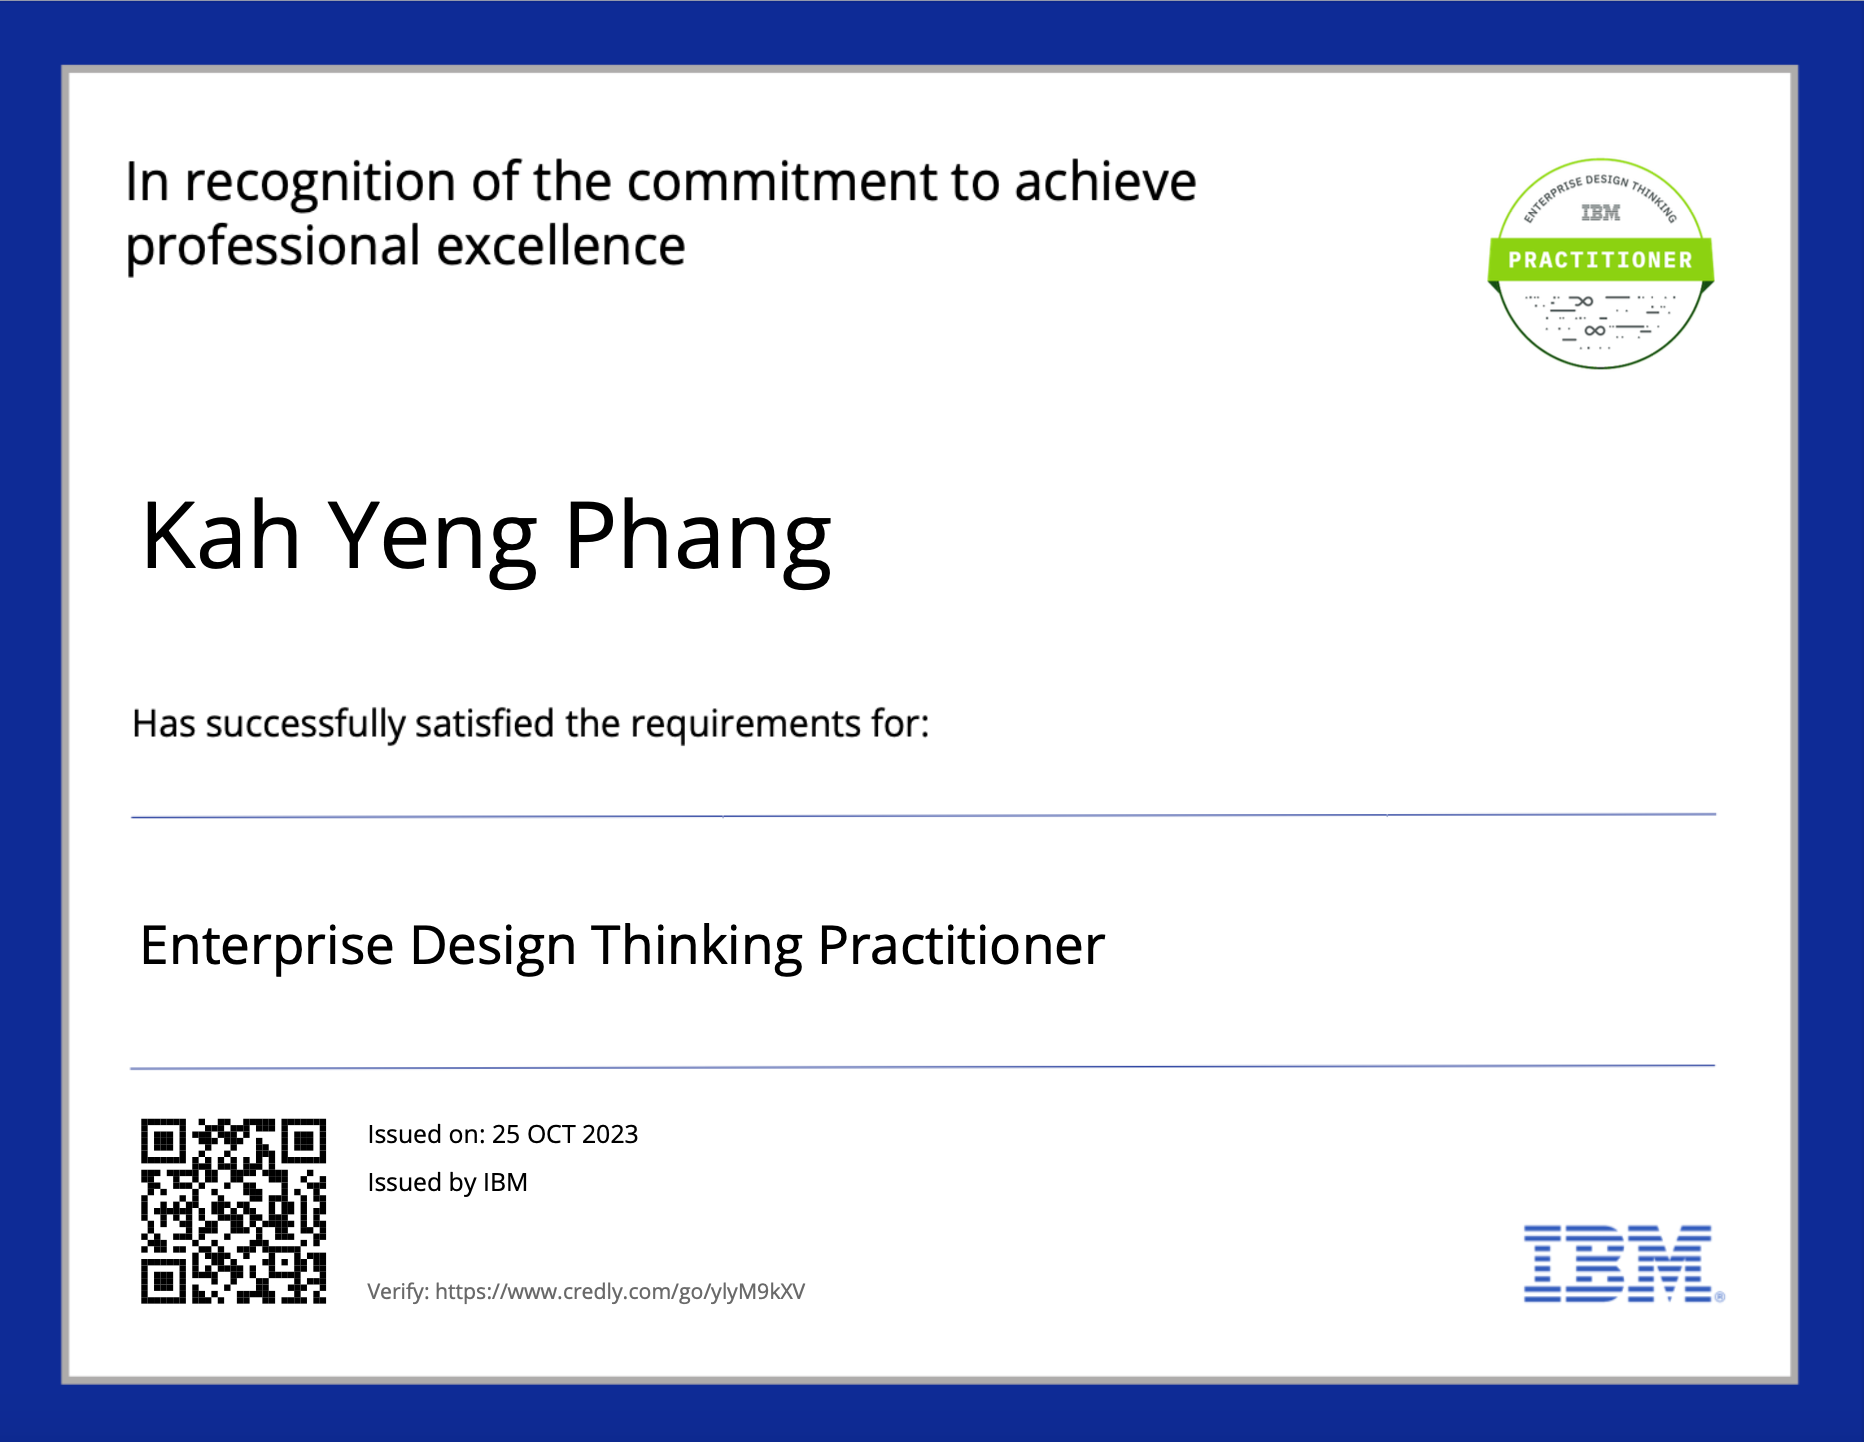 In recognition of the commitment to achieve
professional excellence
ENTERPRISE DESIGN THINKING
IBM
PRACTITIONER
Kah Yeng Phang
Has successfully satisfied the requirements for:
Enterprise Design Thinking Practitioner
Issued on: 25 OCT 2023
Issued by IBM
Verify: https://www.credly.com/go/ylyM9kXV
IBM®